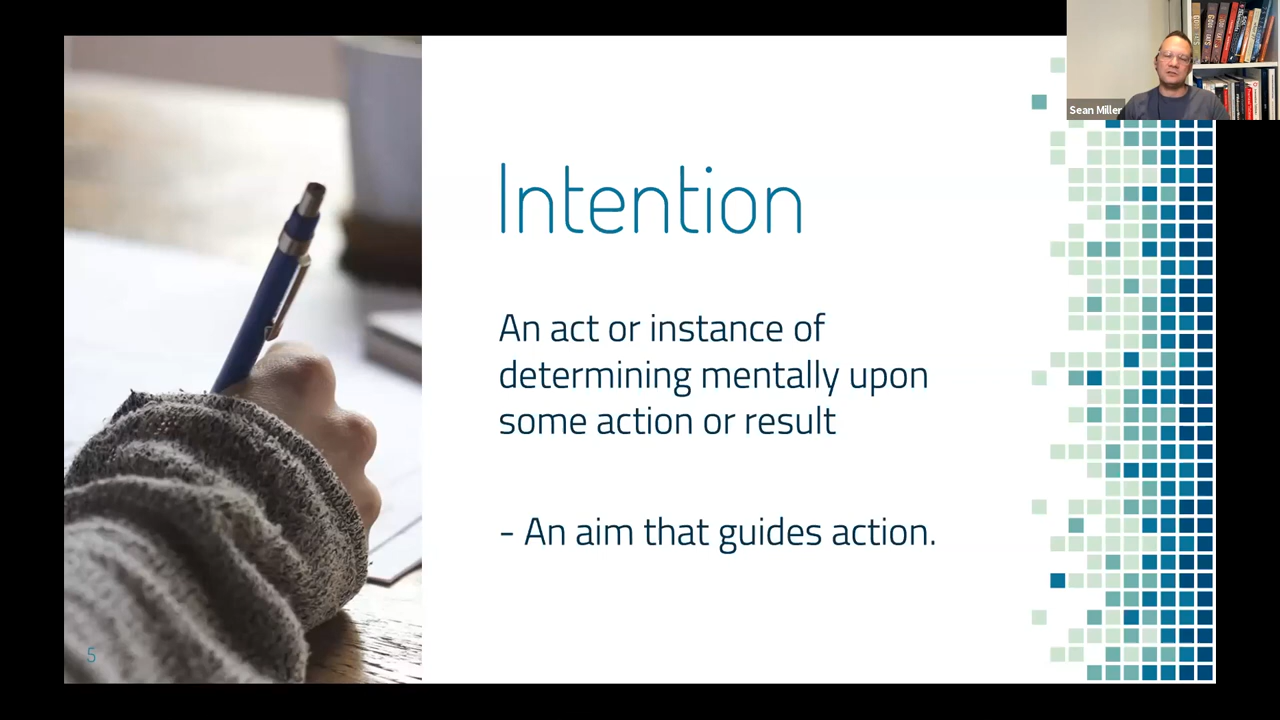 Intention
An act or instance of
determining mentally upon
some action or result
- An aim that guides action.
5
Sean Miller